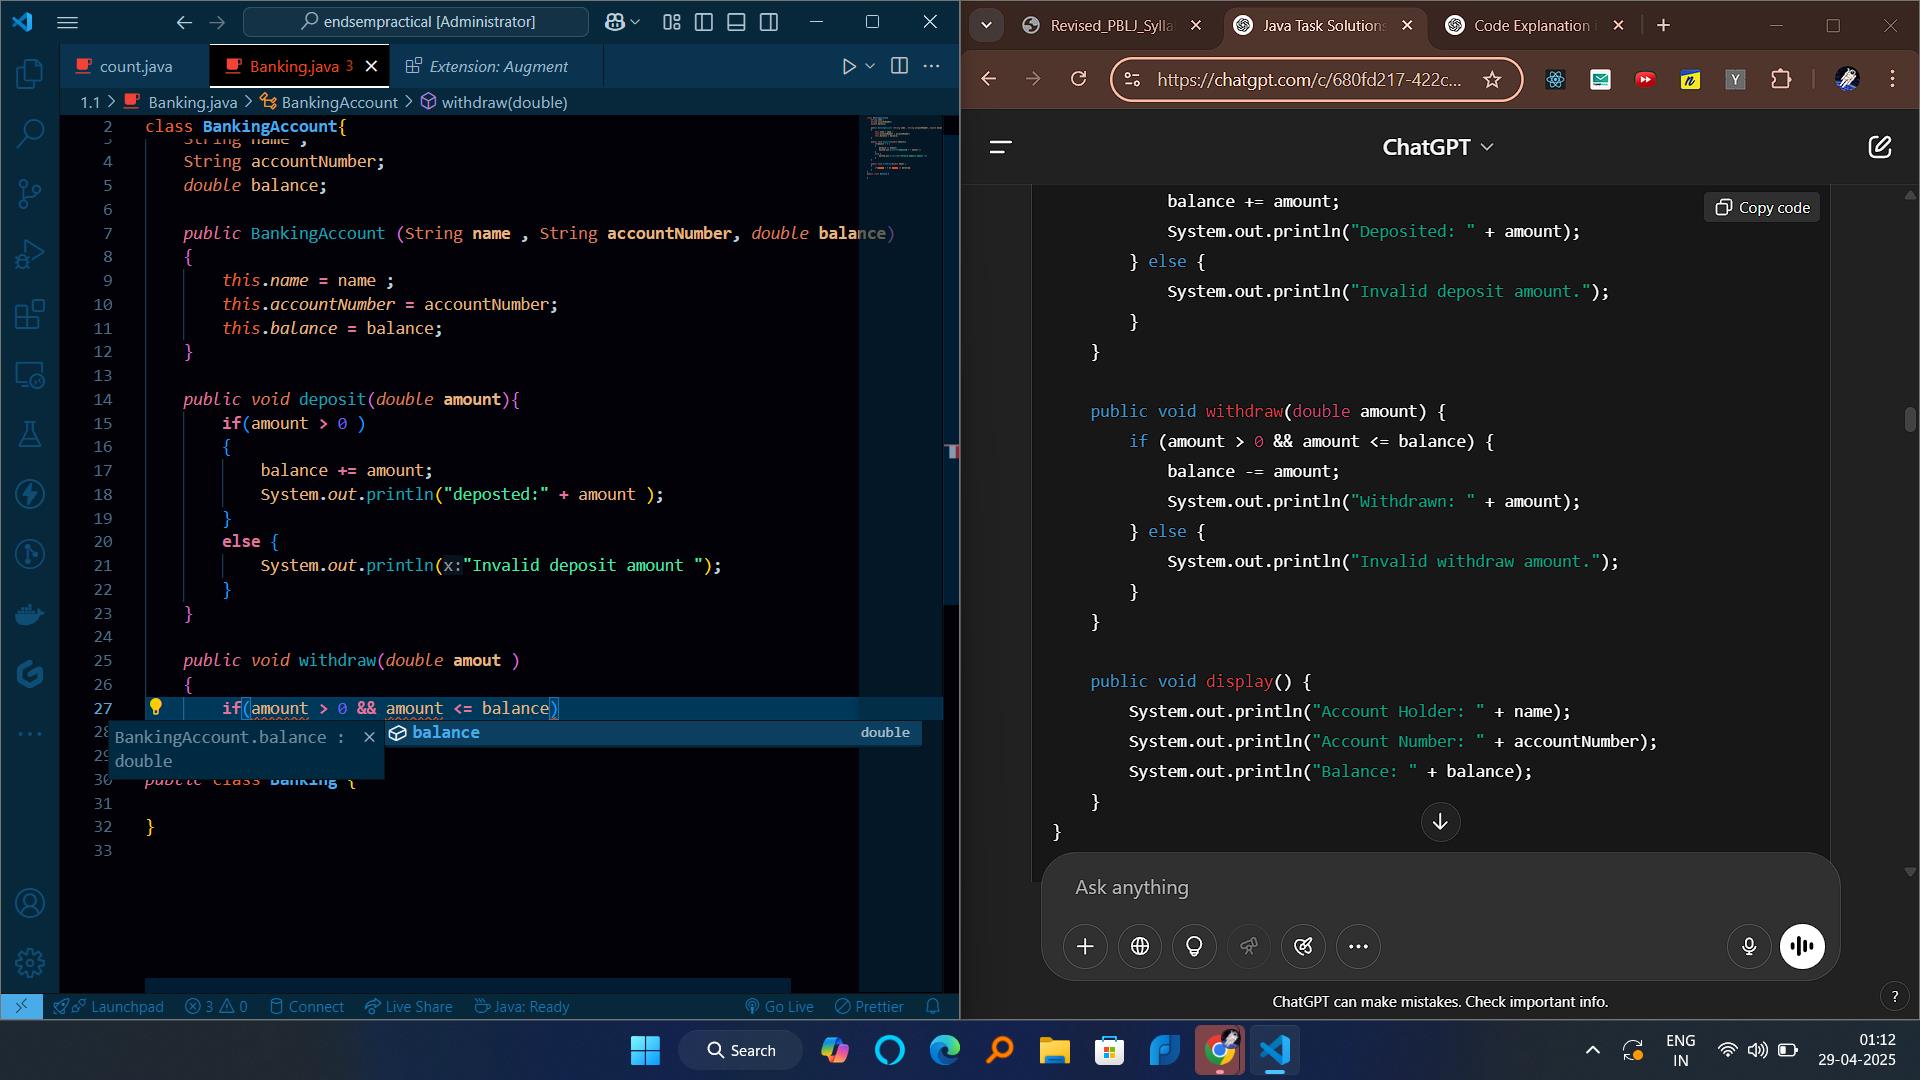 endsempractical [Administrator]
count.java
Banking.java 3
Extension: Augment
1.1 > Banking.java > BankingAccount > withdraw(double)
2 class BankingAccount{
3 String name ;
4 String accountNumber;
5 double balance;
6
7 public BankingAccount (String name , String accountNumber, double balance)
8 {
9 this.name = name ;
10 this.accountNumber = accountNumber;
11 this.balance = balance;
12 }
13
14 public void deposit(double amount){
15 if(amount > 0 )
16 {
17 balance += amount;
18 System.out.println("deposted:" + amount );
19 }
20 else {
21 System.out.println(x:"Invalid deposit amount ");
22 }
23 }
24
25 public void withdraw(double amout )
26 {
27 if(amount > 0 && amount <= balance)
28
BankingAccount.balance :
double
balance double
29
30 public class Banking {
31
32 }
33
Launchpad
3 0
Connect
Live Share
Java: Ready
Go Live
Prettier
Revised_PBLJ_Sylla
Java Task Solutions
Code Explanation i
https://chatgpt.com/c/680fd217-422c...
ChatGPT
Copy code
balance += amount;
System.out.println("Deposited: " + amount);
} else {
System.out.println("Invalid deposit amount.");
}
}
public void withdraw(double amount) {
if (amount > 0 && amount <= balance) {
balance -= amount;
System.out.println("Withdrawn: " + amount);
} else {
System.out.println("Invalid withdraw amount.");
}
}
public void display() {
System.out.println("Account Holder: " + name);
System.out.println("Account Number: " + accountNumber);
System.out.println("Balance: " + balance);
}
}
Ask anything
ChatGPT can make mistakes. Check important info.
?
Search
ENG
IN
01:12
29-04-2025